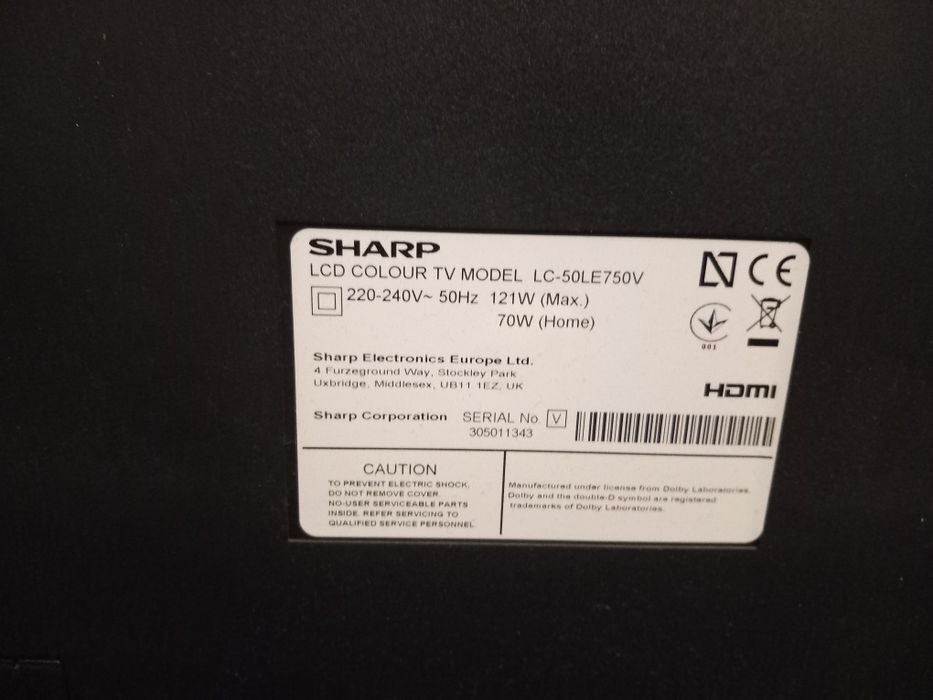 SHARP
LCD COLOUR TV MODEL LC-50LE750V
220-240V~ 50Hz 121W (Max.)
70W (Home)
CE
001
Sharp Electronics Europe Ltd.
4 Furzeground Way, Stockley Park
Uxbridge, Middlesex, UB11 1EZ, UK
HDMI
Sharp Corporation SERIAL No. V
305011343
CAUTION
TO PREVENT ELECTRIC SHOCK,
DO NOT REMOVE COVER.
NO-USER SERVICEABLE PARTS
INSIDE. REFER SERVICING TO
QUALIFIED SERVICE PERSONNEL.
Manufactured under license from Dolby Laboratories.
Dolby and the double-D symbol are registered
trademarks of Dolby Laboratories.